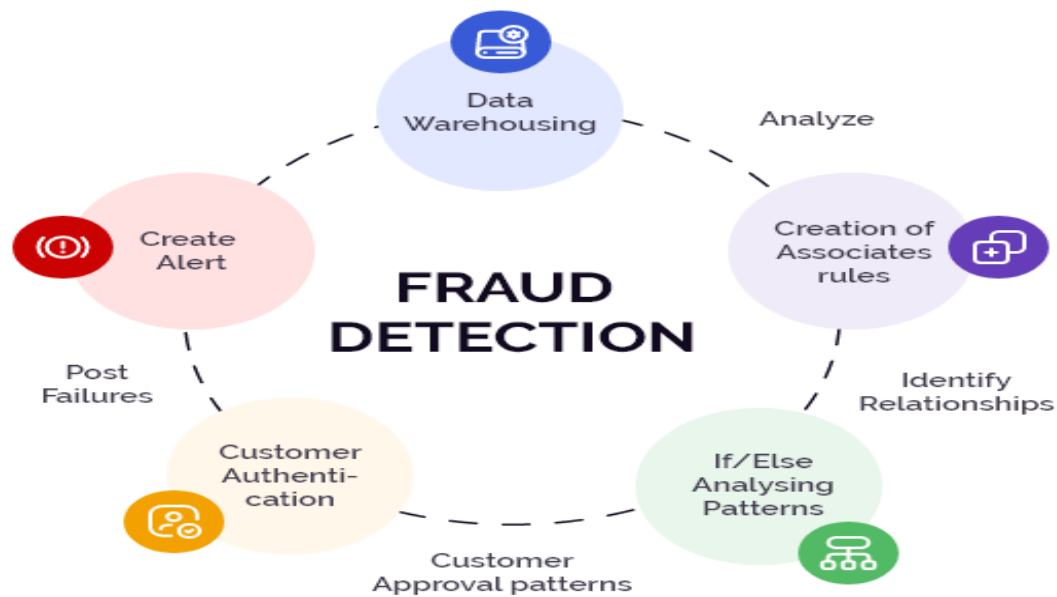 Data
Warehousing
Analyze
Creation of
Associates
rules
Identify
Relationships
If/Else
Analysing
Patterns
Customer
Approval patterns
Customer
Authenti-
cation
Post
Failures
Create
Alert
FRAUD
DETECTION